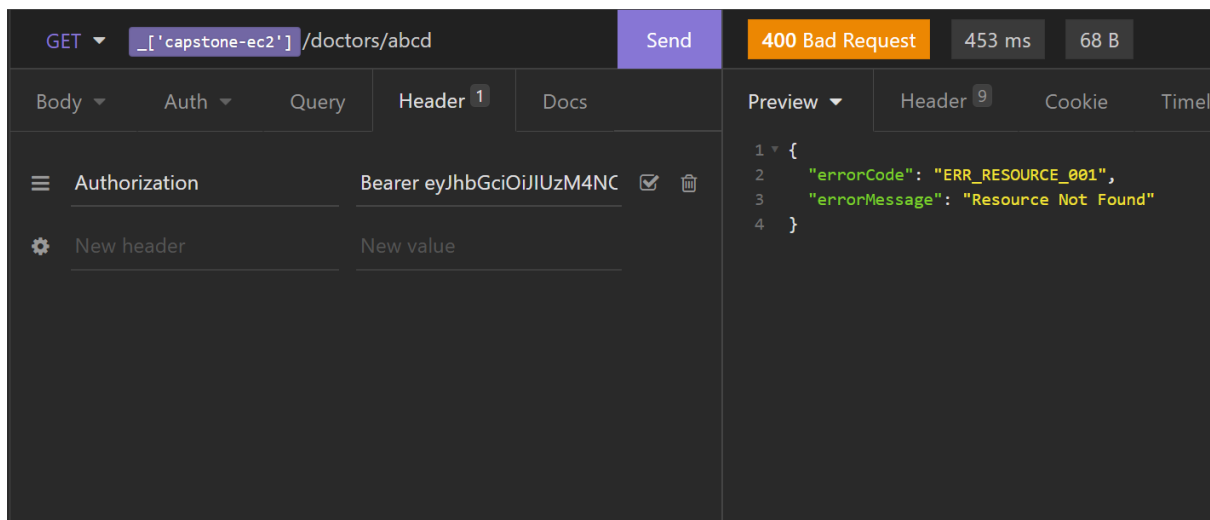 GET _['capstone-ec2'] /doctors/abcd Send 400 Bad Request 453 ms 68 B
Body Auth Query Header 1 Docs Preview Header 9 Cookie Timel
Authorization Bearer eyJhbGciOiJIUzM4NC
New header New value
1 {
2 "errorCode": "ERR_RESOURCE_001",
3 "errorMessage": "Resource Not Found"
4 }